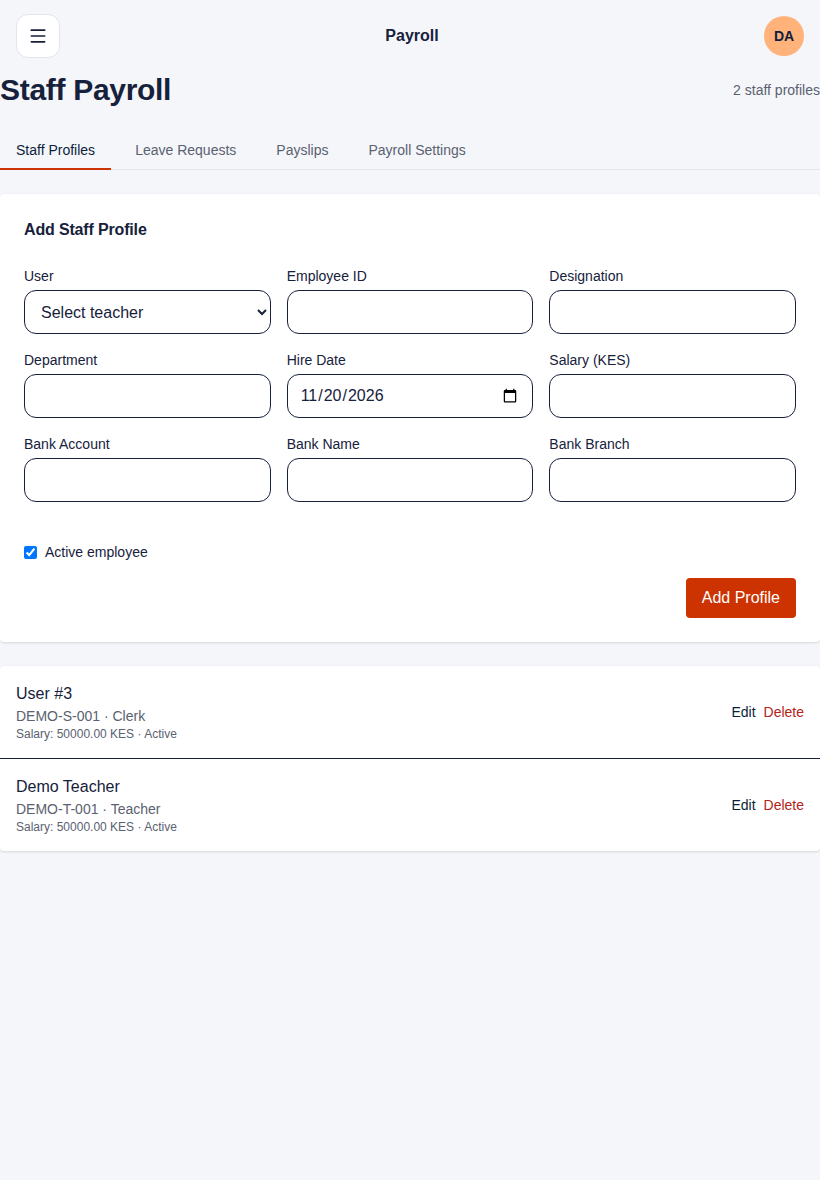 Payroll
DA
Staff Payroll
2 staff profiles
Staff Profiles
Leave Requests
Payslips
Payroll Settings
Add Staff Profile
User
Employee ID
Designation
Select teacher
Department
Hire Date
Salary (KES)
11/20/2026
Bank Account
Bank Name
Bank Branch
Active employee
Add Profile
User #3
DEMO-S-001 · Clerk
Salary: 50000.00 KES · Active
Edit
Delete
Demo Teacher
DEMO-T-001 · Teacher
Salary: 50000.00 KES · Active
Edit
Delete